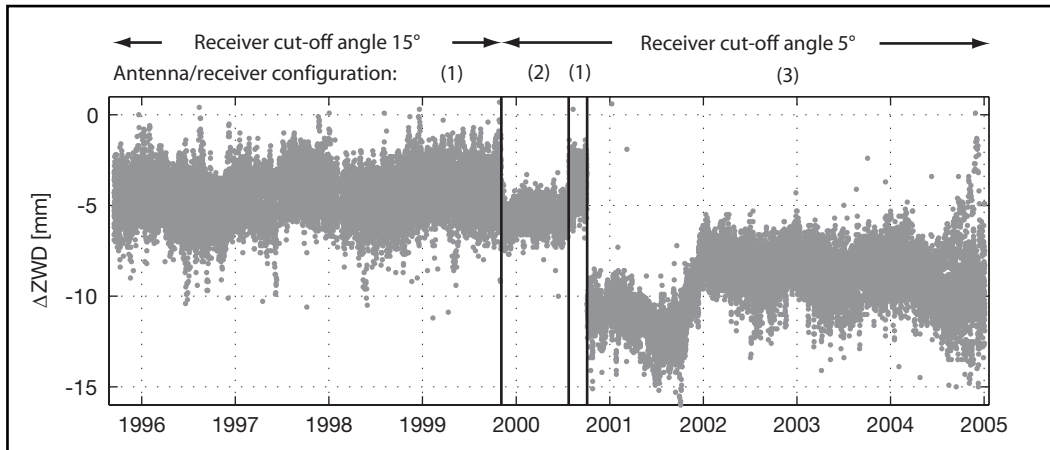 Receiver cut-off angle 15° Receiver cut-off angle 5°
Antenna/receiver configuration: (1) (2) (1) (3)
0
-5
-10
-15
ΔZWD [mm]
1996 1997 1998 1999 2000 2001 2002 2003 2004 2005